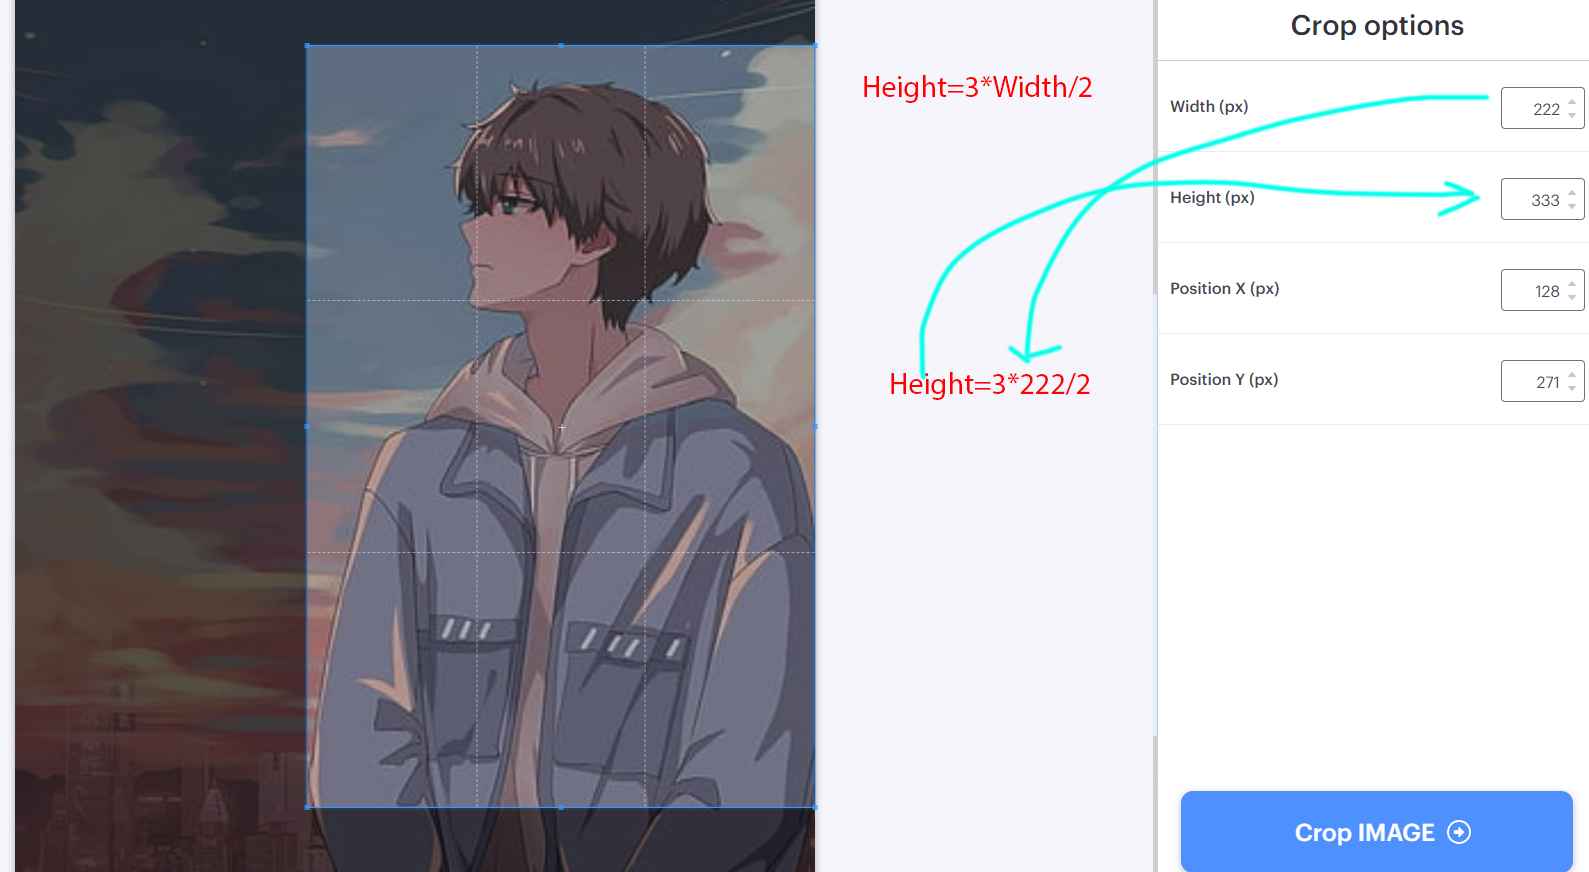 Crop options
Height=3*Width/2
Width (px)
222
Height (px)
333
Position X (px)
128
Height=3*222/2
Position Y (px)
271
Crop IMAGE